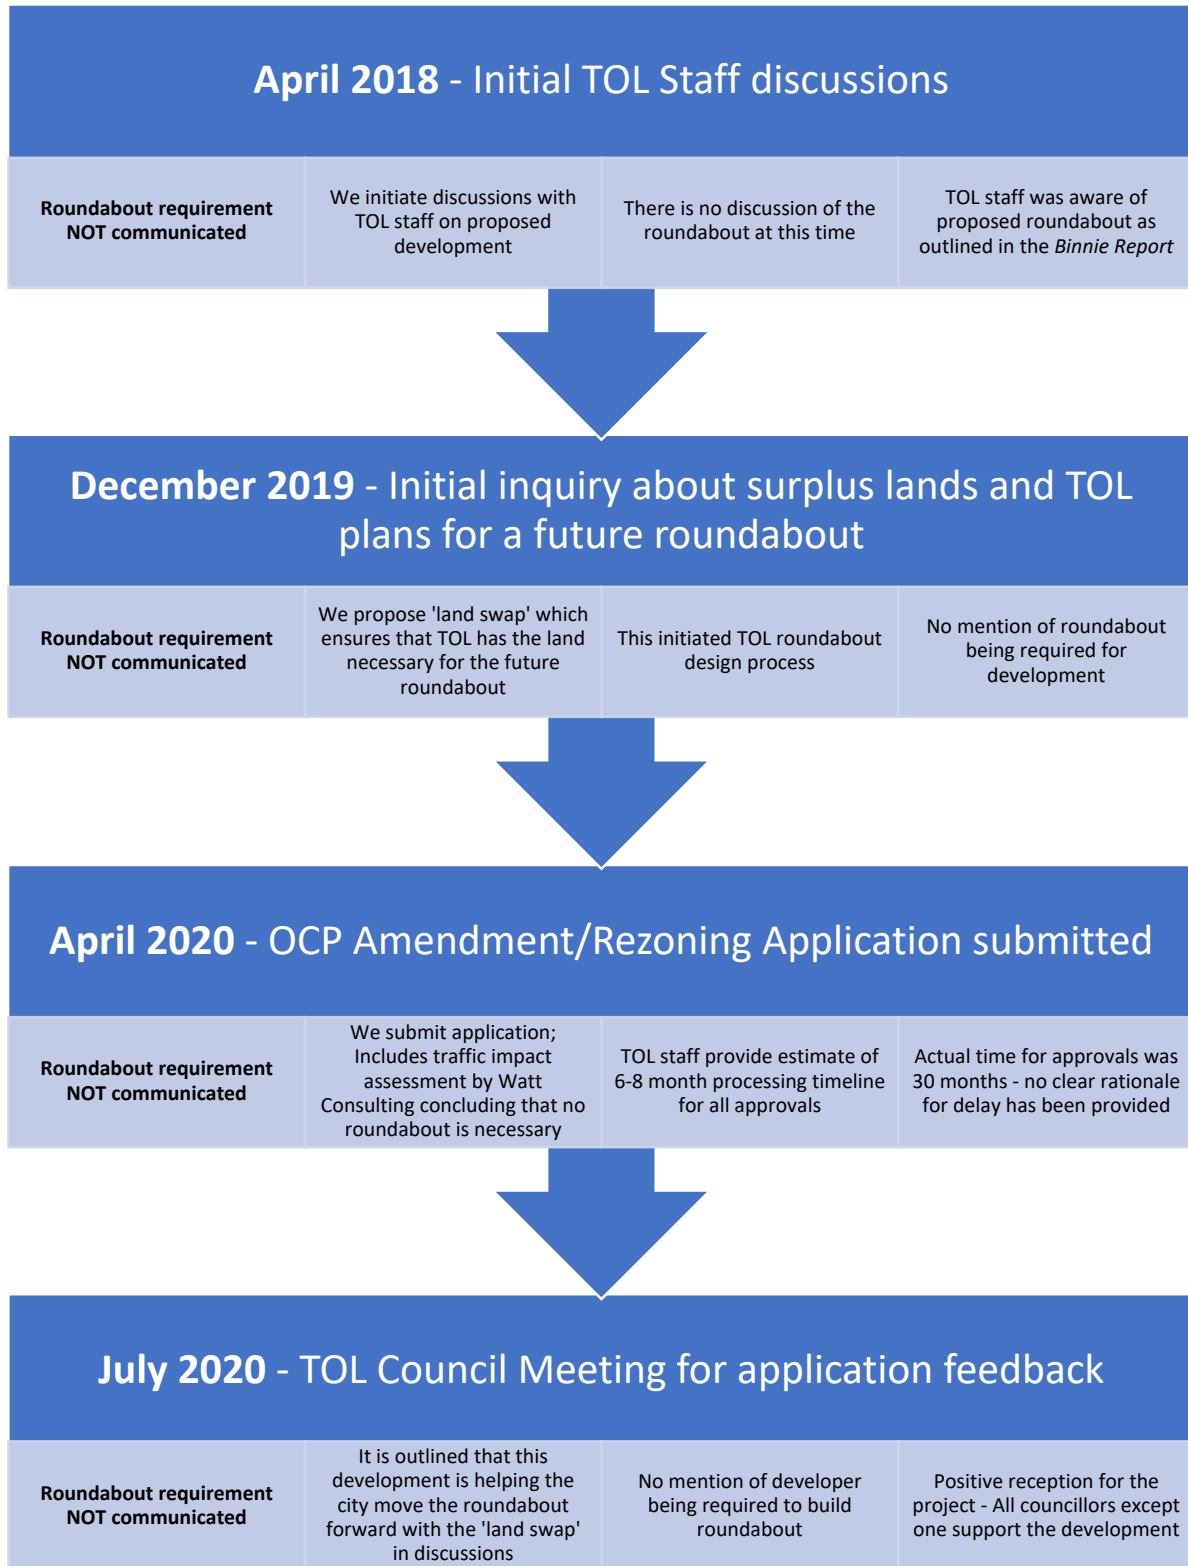 April 2018 - Initial TOL Staff discussions
Roundabout requirement
NOT communicated
We initiate discussions with
TOL staff on proposed
development
There is no discussion of the
roundabout at this time
TOL staff was aware of
proposed roundabout as
outlined in the Binnie Report
December 2019 - Initial inquiry about surplus lands and TOL
plans for a future roundabout
Roundabout requirement
NOT communicated
We propose 'land swap' which
ensures that TOL has the land
necessary for the future
roundabout
This initiated TOL roundabout
design process
No mention of roundabout
being required for
development
April 2020 - OCP Amendment/Rezoning Application submitted
Roundabout requirement
NOT communicated
We submit application;
Includes traffic impact
assessment by Watt
Consulting concluding that no
roundabout is necessary
TOL staff provide estimate of
6-8 month processing timeline
for all approvals
Actual time for approvals was
30 months - no clear rationale
for delay has been provided
July 2020 - TOL Council Meeting for application feedback
Roundabout requirement
NOT communicated
It is outlined that this
development is helping the
city move the roundabout
forward with the 'land swap'
in discussions
No mention of developer
being required to build
roundabout
Positive reception for the
project - All councillors except
one support the development